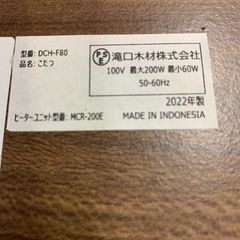 型番: DCH-F80
品名: こたつ
PSE 滝口木材株式会社
100V 最大200W 最小60W
50-60Hz
2022年製
ヒーターユニット型番: MCR-200E
MADE IN INDONESIA